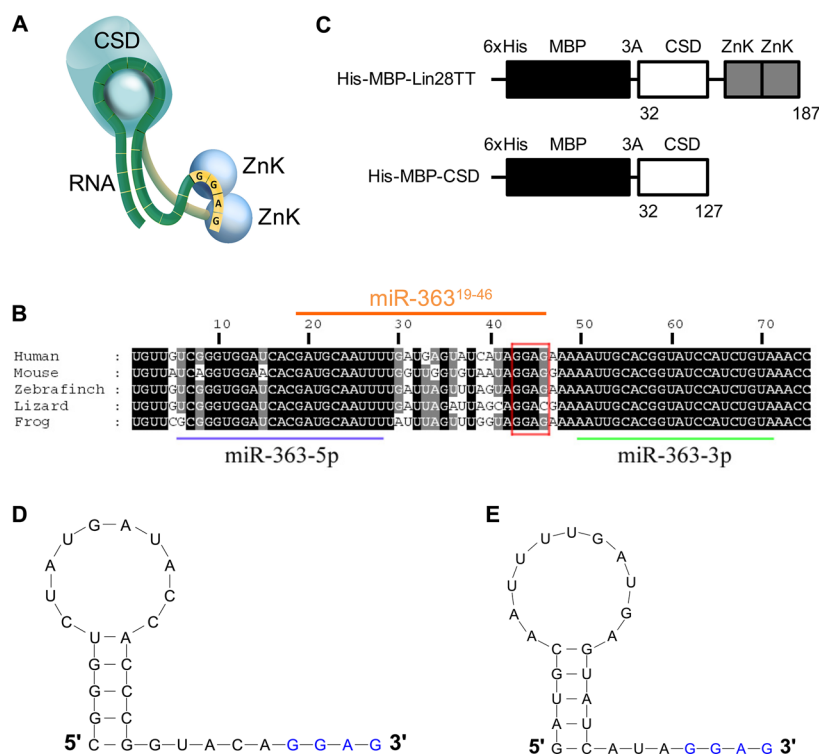 A
CSD
RNA
G G A G
ZnK
ZnK
C
6xHis MBP 3A CSD ZnK ZnK
His-MBP-Lin28TT
32 187
6xHis MBP 3A CSD
His-MBP-CSD
32 127
B
miR-363¹⁹⁻⁴⁶
10 20 30 40 50 60 70
Human : UGUUGUCGGGUGGAUCACGAUGCAAUUUUGAUGAGUAUCAUAGGAGAAAAAUUGCACGGUAUCCAUCUGUAAACC
Mouse : UGUUAUCAGGUGGAACACGAUGCAAUUUUGGUUGGUGUAAUAGGAGGAAAAUUGCACGGUAUCCAUCUGUAAACC
Zebrafinch : UGUUGUCGGGUGGAUCACGAUGCAAUUUUGAUUAGUUUAGUAGGAGAAAAAUUGCACGGUAUCCAUCUGUAAACC
Lizard : UGUUGUCGGGUGGAUCACGAUGCAAUUUUGAUUAGAUUAGCAGGACGAAAAUUGCACGGUAUCCAUCUGUAAACC
Frog : UGUUCGCGGGUGGAUCACGAUGCAAUUUUAUUUAGUUUGGUAGGAGAAAAAUUGCACGGUAUCCAUCUGUAAACC
miR-363-5p miR-363-3p
D
5' C G G G U C U A U G A U A C C A C C C G G U A C A G G A G 3'
E
5' G A U G C A A U U U U G A U G A G U A U C A U A G G A G 3'